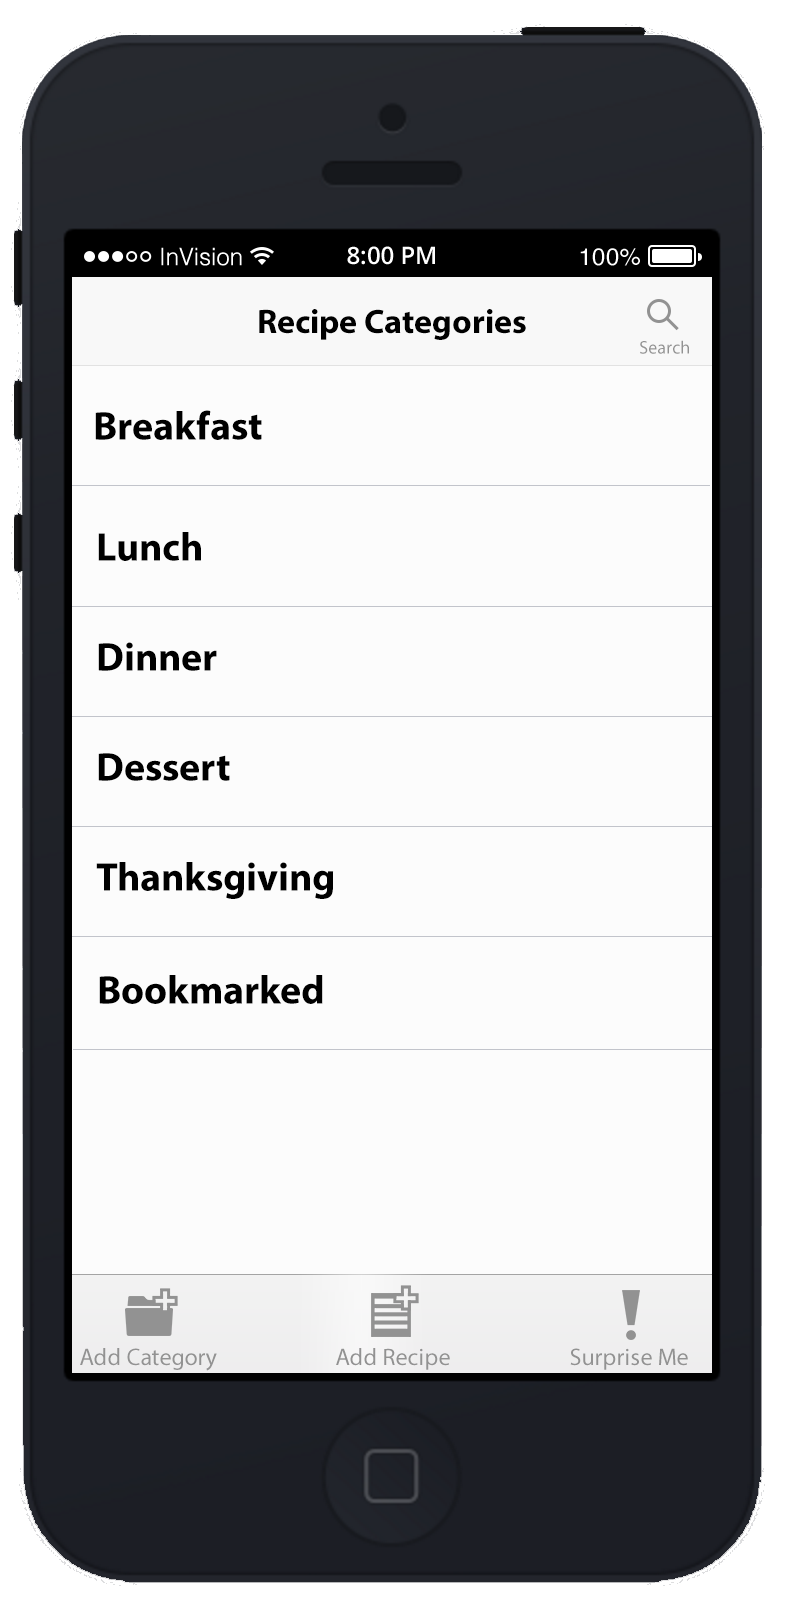 InVision 8:00 PM 100%
Recipe Categories
Search
Breakfast
Lunch
Dinner
Dessert
Thanksgiving
Bookmarked
Add Category Add Recipe Surprise Me